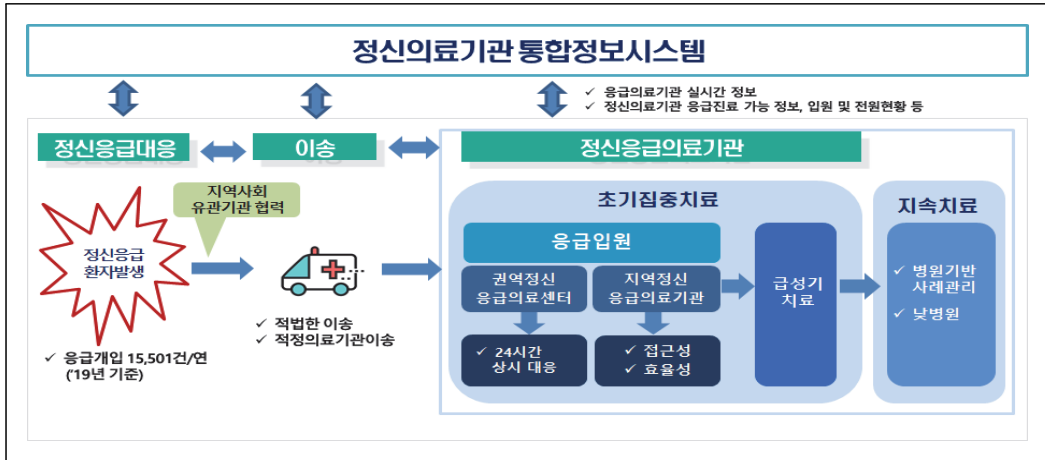 정신의료기관 통합정보시스템
✓ 응급의료기관 실시간 정보
✓ 정신의료기관 응급진료 가능 정보, 입원 및 전원현황 등
정신응급대응
이송
정신응급의료기관
지역사회
유관기관 협력
정신응급
환자발생
✓ 응급개입 15,501건/연
('19년 기준)
✓ 적법한 이송
✓ 적정의료기관이송
초기집중치료
응급입원
권역정신
응급의료센터
지역정신
응급의료기관
✓ 24시간
상시 대응
✓ 접근성
✓ 효율성
급성기
치료
지속치료
✓ 병원기반
사례관리
✓ 낮병원